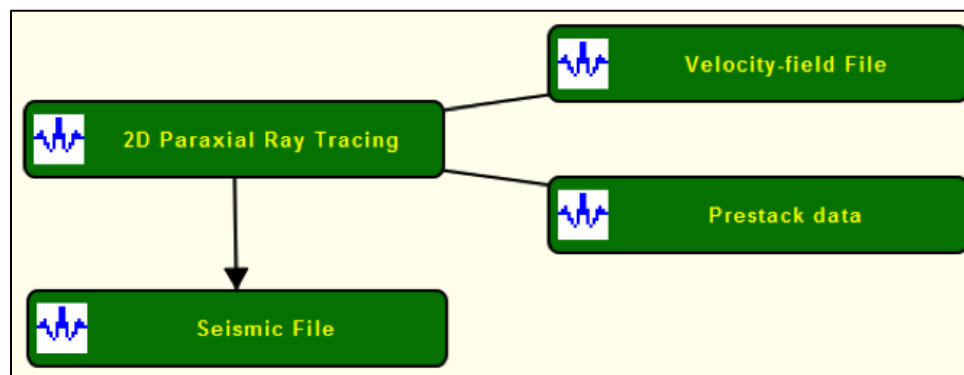 Velocity-field File
2D Paraxial Ray Tracing
Prestack data
Seismic File